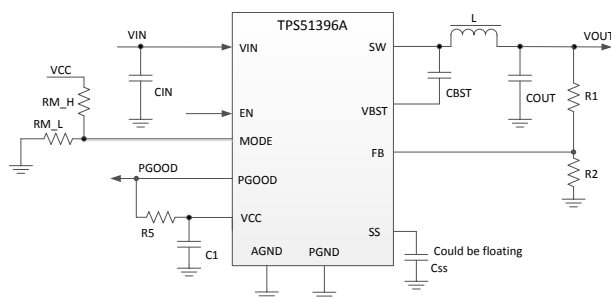 TPS51396A
VIN
VIN
SW
L
VOUT
VCC
CIN
RM_H
CBST
COUT
R1
EN
VBST
RM_L
MODE
FB
PGOOD
PGOOD
R2
VCC
R5
SS
Could be floating
C1
Css
AGND
PGND